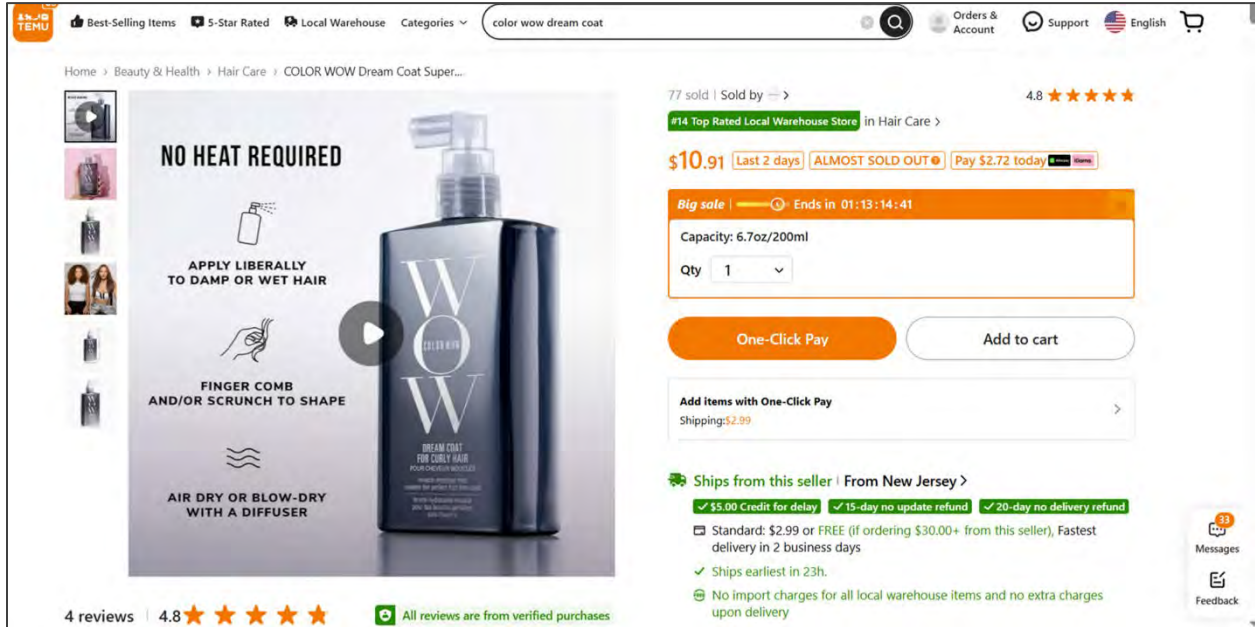 TEMU
Best-Selling Items
5-Star Rated
Local Warehouse
Categories
color wow dream coat
Orders &
Account
Support
English
Home > Beauty & Health > Hair Care > COLOR WOW Dream Coat Super...
NO HEAT REQUIRED
APPLY LIBERALLY
TO DAMP OR WET HAIR
FINGER COMB
AND/OR SCRUNCH TO SHAPE
AIR DRY OR BLOW-DRY
WITH A DIFFUSER
W
COLOR WOW
O
W
DREAM COAT
FOR CURLY HAIR
POUR CHEVEUX BOUCLÉS
4 reviews
4.8
All reviews are from verified purchases
77 sold | Sold by
4.8
#14 Top Rated Local Warehouse Store in Hair Care >
$10.91 Last 2 days ALMOST SOLD OUT Pay $2.72 today Klarna
Big sale | Ends in 01:13:14:41
Capacity: 6.7oz/200ml
Qty 1
One-Click Pay
Add to cart
Add items with One-Click Pay
Shipping:$2.99
Ships from this seller | From New Jersey >
$5.00 Credit for delay
15-day no update refund
20-day no delivery refund
Standard: $2.99 or FREE (if ordering $30.00+ from this seller), Fastest
delivery in 2 business days
Ships earliest in 23h.
No import charges for all local warehouse items and no extra charges
upon delivery
33
Messages
Feedback